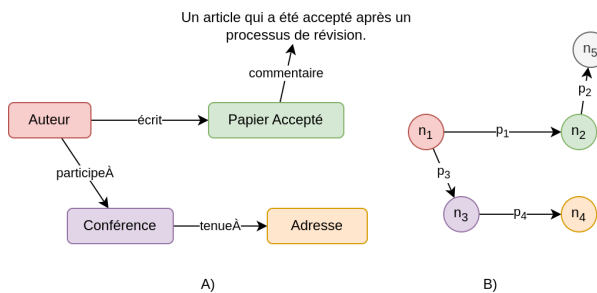 Un article qui a été accepté après un
processus de révision.
commentaire
Auteur
écrit
Papier Accepté
participeÀ
Conférence
tenueÀ
Adresse
A)
n5
p2
n1
p1
n2
p3
n3
p4
n4
B)